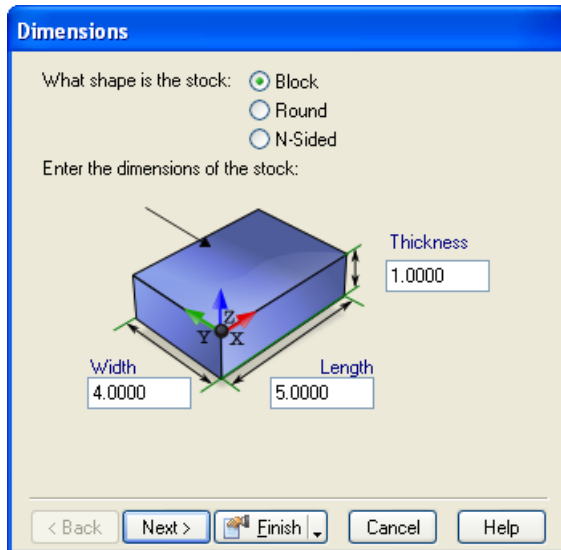 Dimensions
What shape is the stock: Block
Round
N-Sided
Enter the dimensions of the stock:
Thickness
1.0000
Z
Y X
Width Length
4.0000 5.0000
< Back Next > Finish Cancel Help